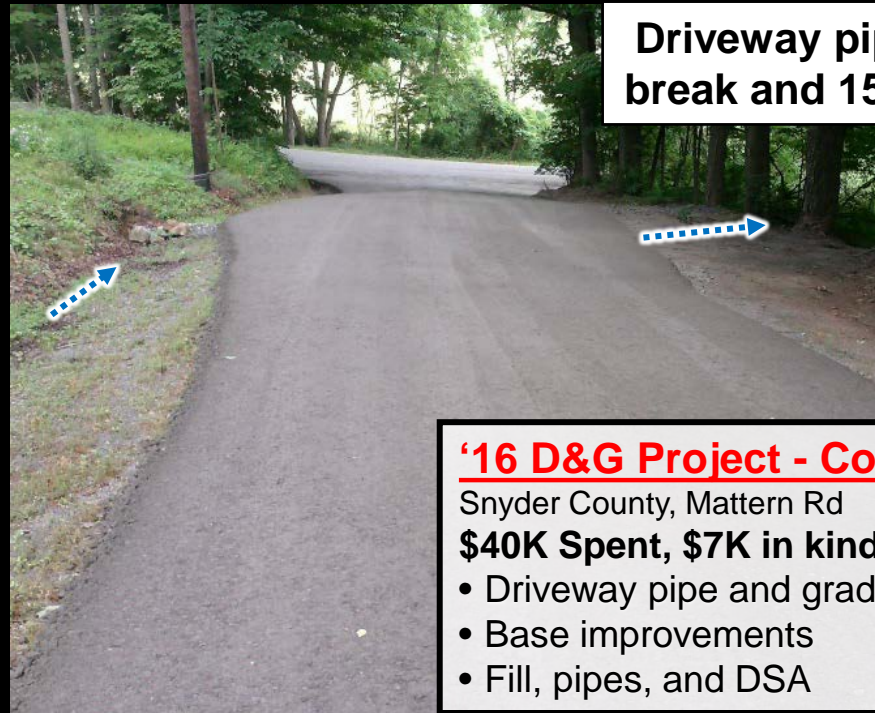 Driveway pi
break and 15
‘16 D&G Project - Co
Snyder County, Mattern Rd
$40K Spent, $7K in kind
• Driveway pipe and grad
• Base improvements
• Fill, pipes, and DSA